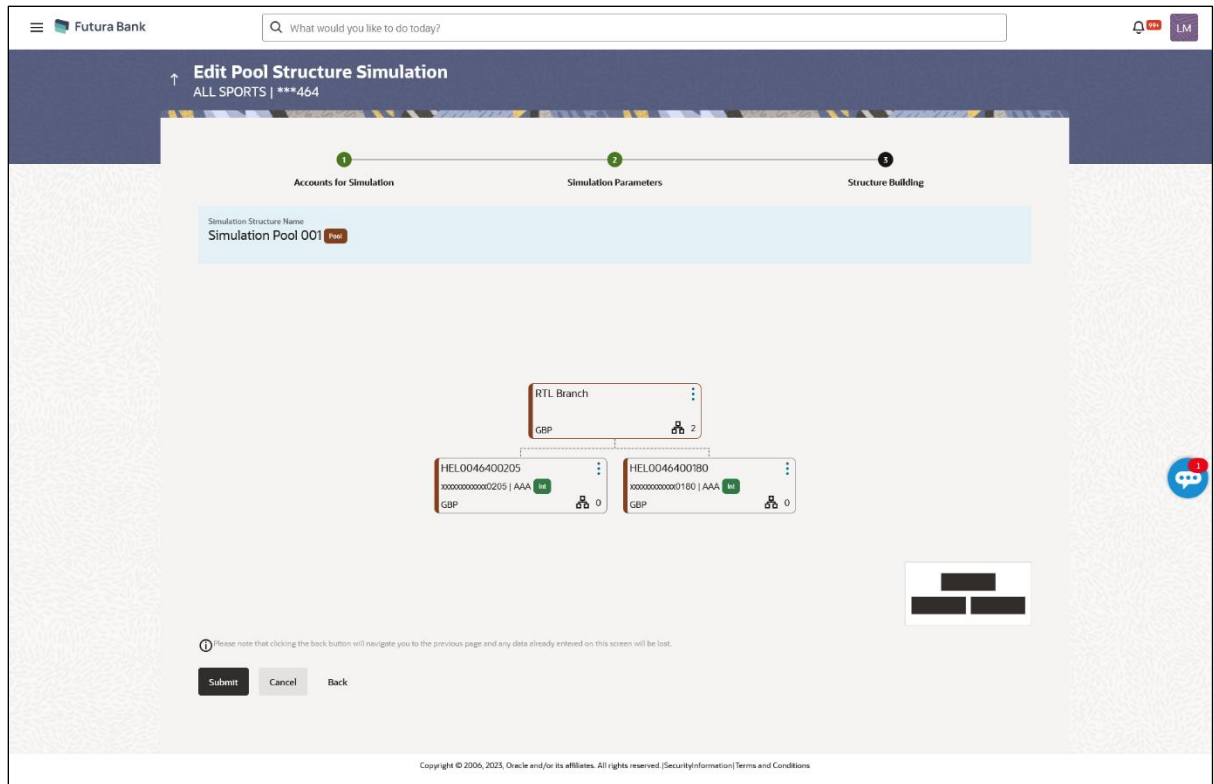 Futura Bank
What would you like to do today?
99+
LM
Edit Pool Structure Simulation
ALL SPORTS | ***464
1
2
3
Accounts for Simulation
Simulation Parameters
Structure Building
Simulation Structure Name
Simulation Pool 001 Pool
RTL Branch
GBP
2
HEL0046400205
xxxxxxxxxxxx0205 | AAA Int
GBP
0
HEL0046400180
xxxxxxxxxxxx0180 | AAA Int
GBP
0
1
Please note that clicking the back button will navigate you to the previous page and any data already entered on this screen will be lost.
Submit
Cancel
Back
Copyright © 2006, 2023, Oracle and/or its affiliates. All rights reserved.|SecurityInformation|Terms and Conditions